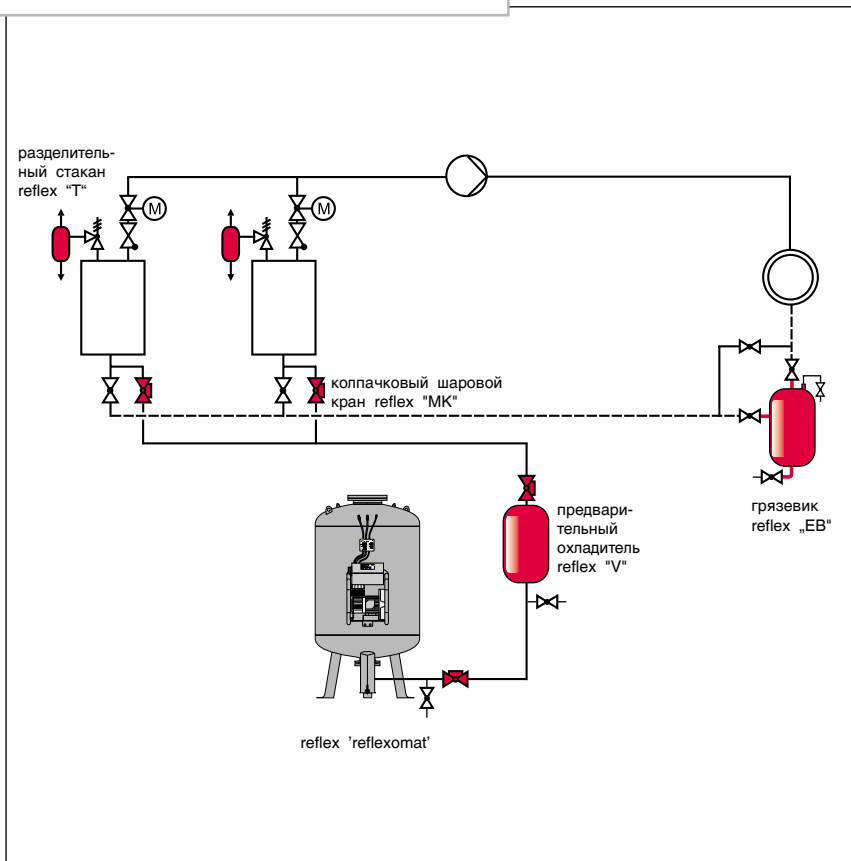 разделитель-
ный стакан
reflex “T“
M
M
колпачковый шаровой
кран reflex "MK"
предвари-
тельный
охладитель
reflex "V"
грязевик
reflex „EB"
reflex 'reflexomat'